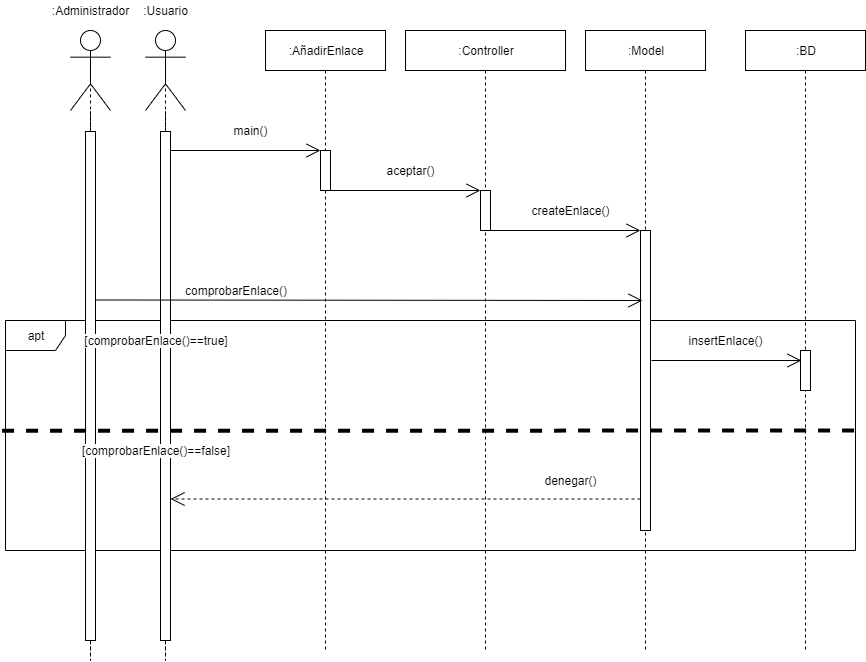 :Administrador
:Usuario
:AñadirEnlace
:Controller
:Model
:BD
main()
aceptar()
createEnlace()
comprobarEnlace()
apt
[comprobarEnlace()==true]
insertEnlace()
[comprobarEnlace()==false]
denegar()